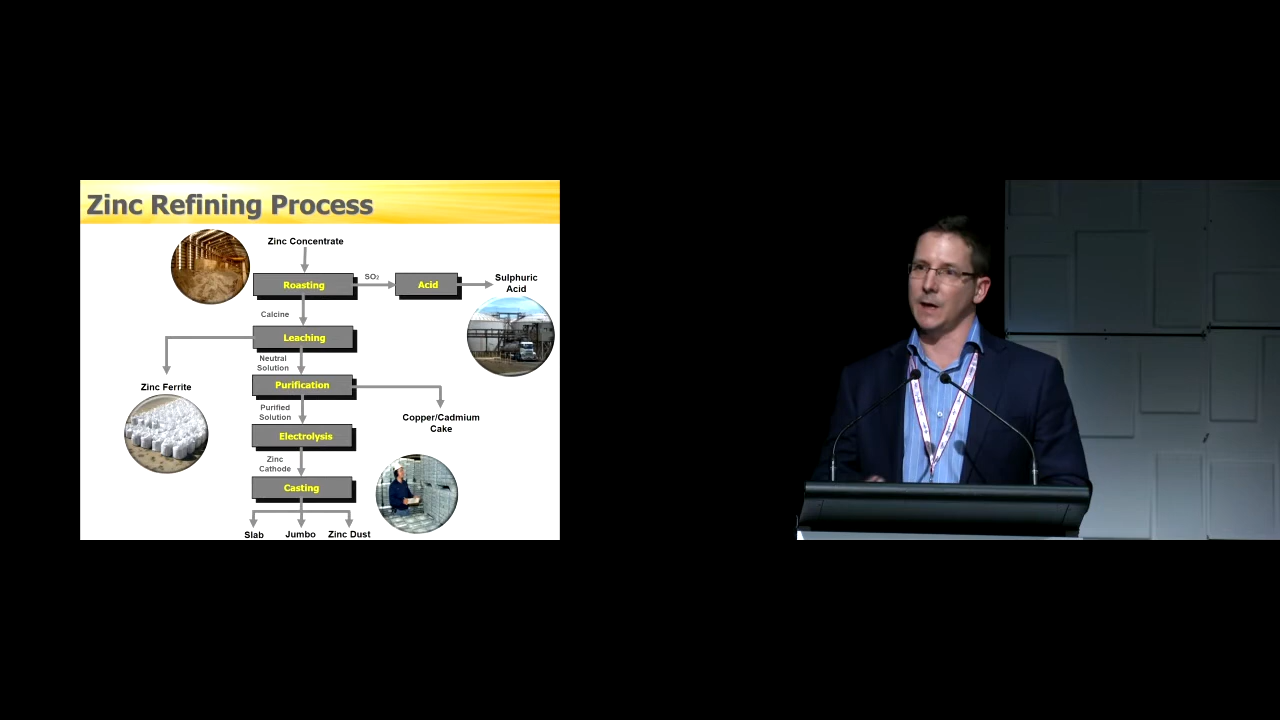 Zinc Refining Process
Zinc Concentrate
Roasting
SO₂
Acid
Sulphuric
Acid
Calcine
Leaching
Neutral
Solution
Zinc Ferrite
Purification
Purified
Solution
Copper/Cadmium
Cake
Electrolysis
Zinc
Cathode
Casting
Slab
Jumbo
Zinc Dust